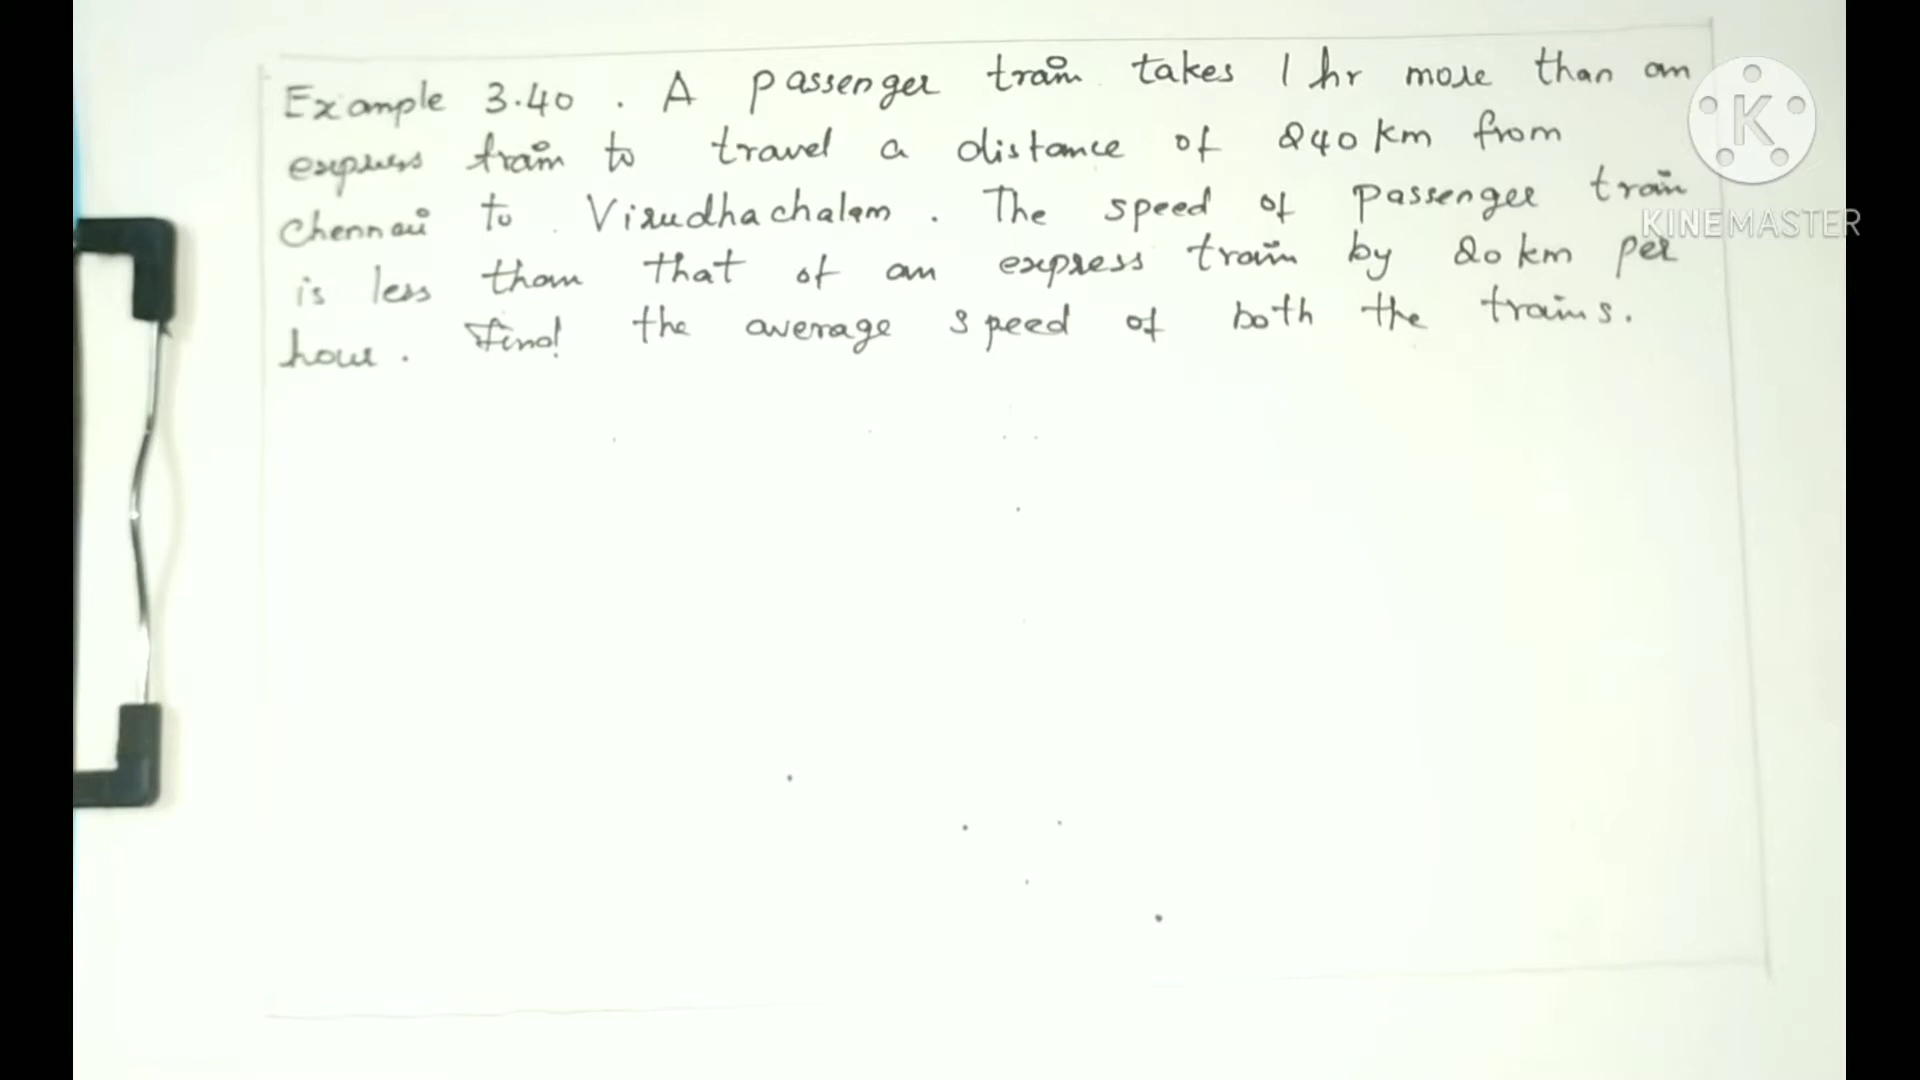 Example 3.40 . A passenger train takes 1 hr more than an
express train to travel a distance of 240 km from
Chennai to Virudhachalam . The speed of passenger train
is less than that of an express train by 20 km per
hour . Find the average speed of both the trains.
K
KINEMASTER